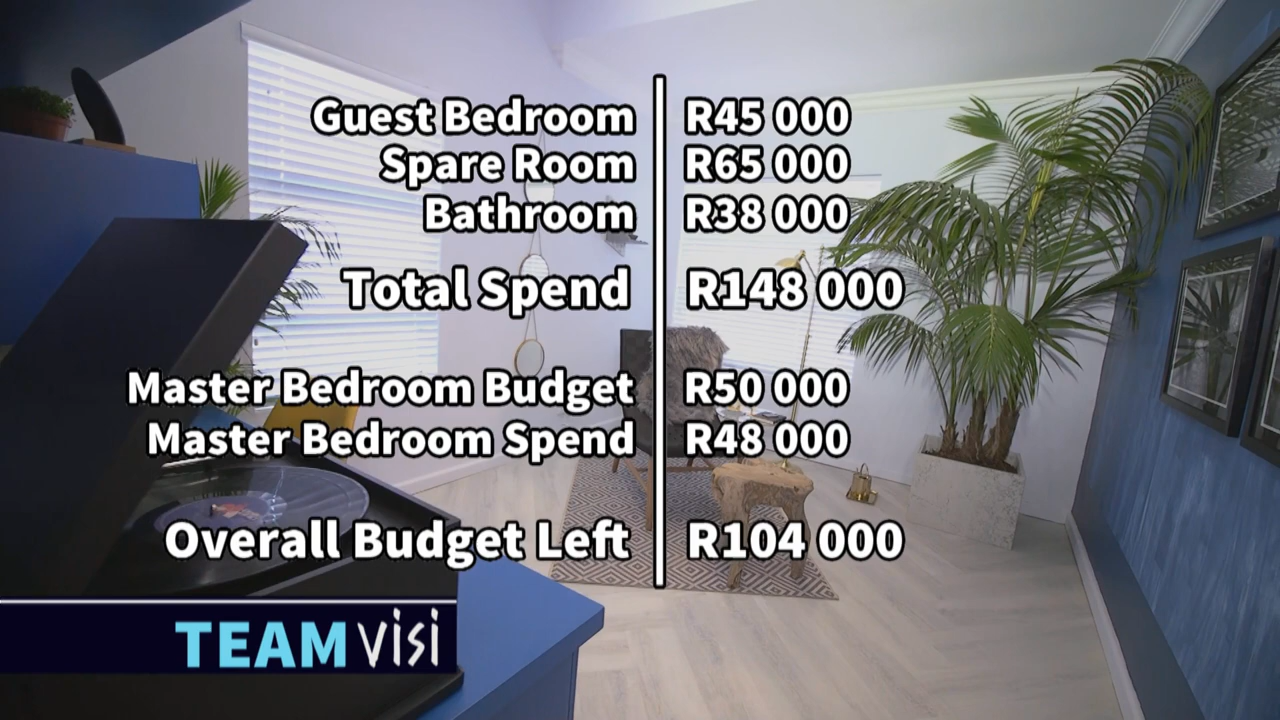 Guest Bedroom R45 000
Spare Room R65 000
Bathroom R38 000
Total Spend R148 000
Master Bedroom Budget R50 000
Master Bedroom Spend R48 000
Overall Budget Left R104 000
TEAM visi